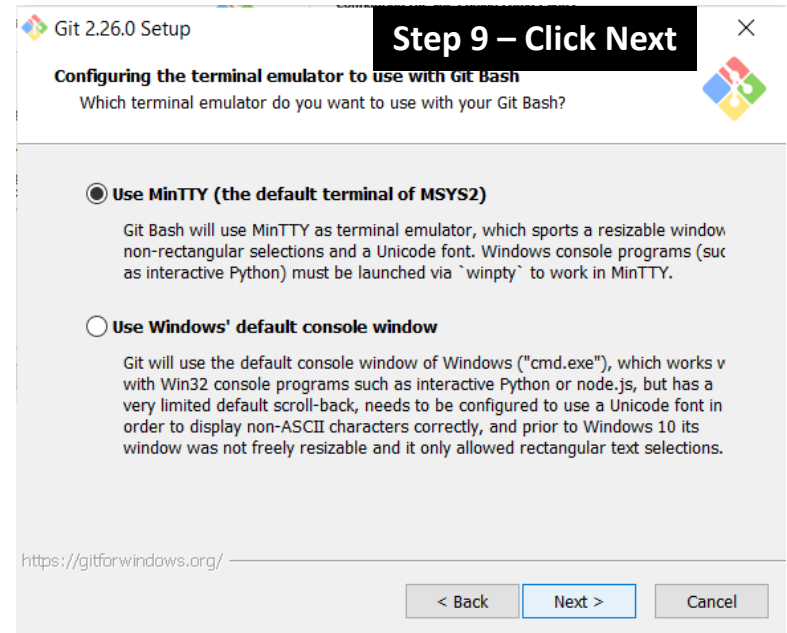 Git 2.26.0 Setup
Step 9 – Click Next
Configuring the terminal emulator to use with Git Bash
Which terminal emulator do you want to use with your Git Bash?
Use MinTTY (the default terminal of MSYS2)
Git Bash will use MinTTY as terminal emulator, which sports a resizable window
non-rectangular selections and a Unicode font. Windows console programs (suc
as interactive Python) must be launched via `winpty` to work in MinTTY.
Use Windows' default console window
Git will use the default console window of Windows ("cmd.exe"), which works w
with Win32 console programs such as interactive Python or node.js, but has a
very limited default scroll-back, needs to be configured to use a Unicode font in
order to display non-ASCII characters correctly, and prior to Windows 10 its
window was not freely resizable and it only allowed rectangular text selections.
https://gitforwindows.org/
< Back Next > Cancel